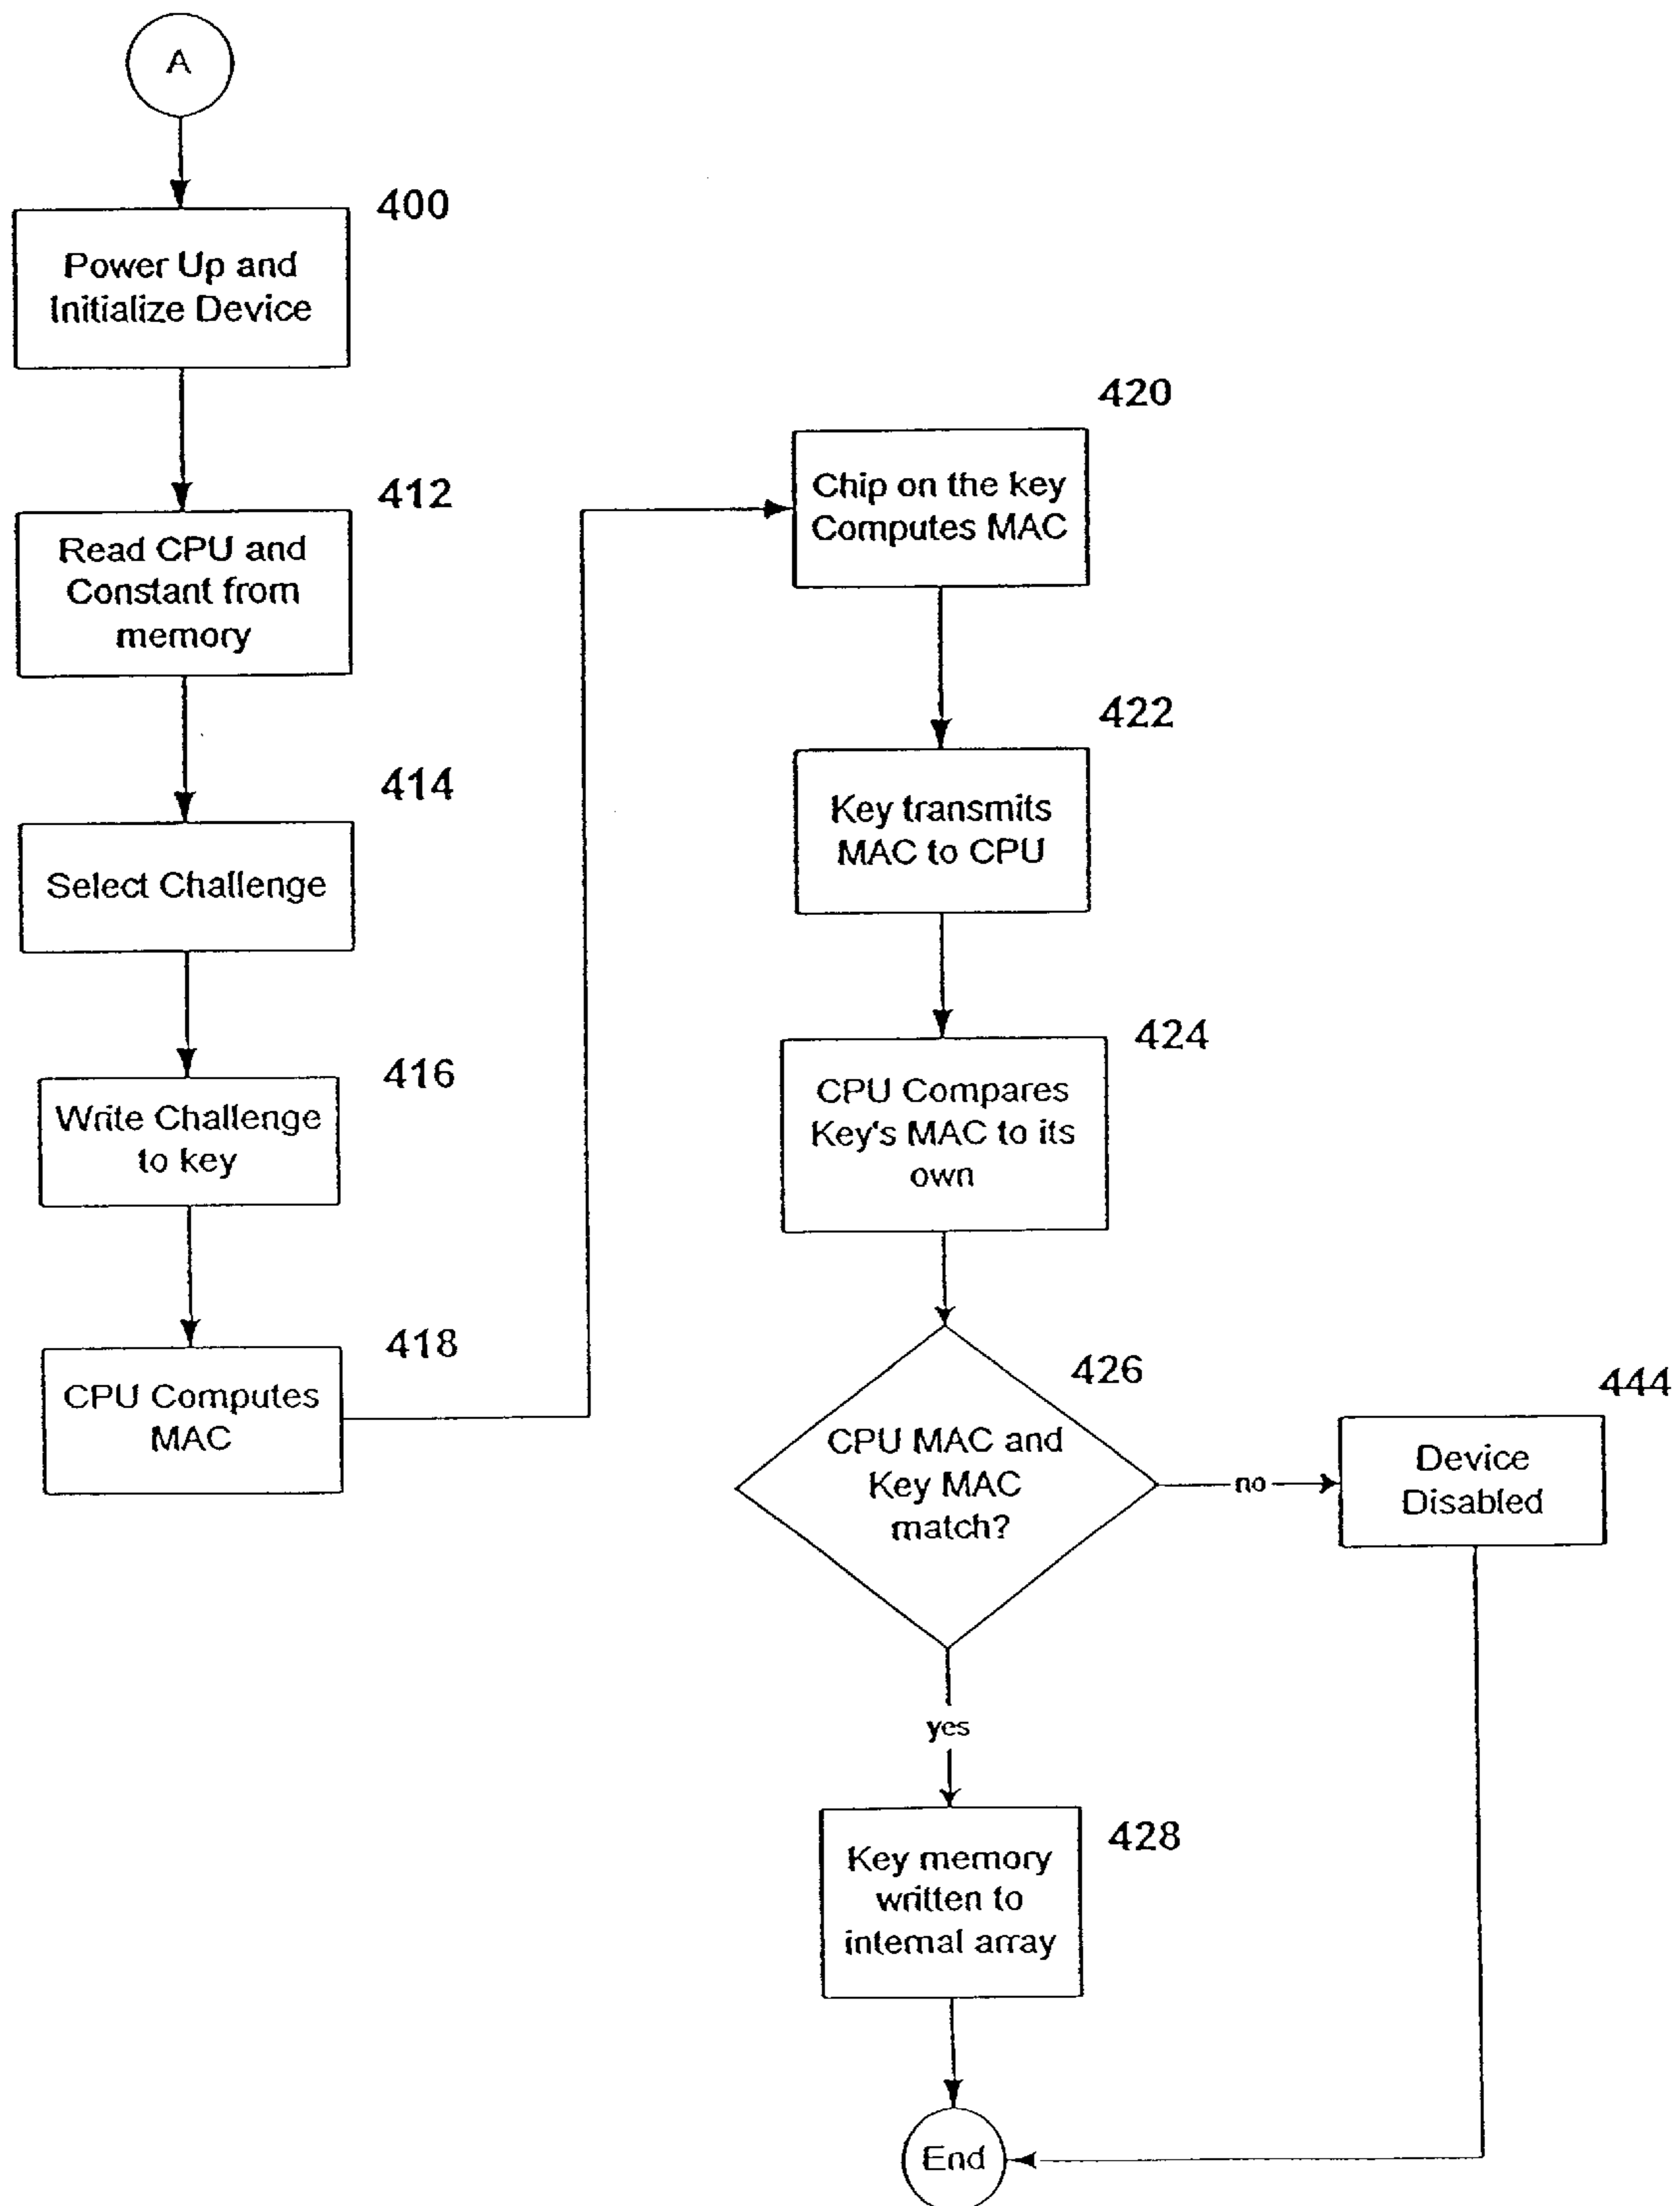 A
400
Power Up and
Initialize Device
412
Read CPU and
Constant from
memory
414
Select Challenge
416
Write Challenge
to key
418
CPU Computes
MAC
420
Chip on the key
Computes MAC
422
Key transmits
MAC to CPU
424
CPU Compares
Key's MAC to its
own
426
CPU MAC and
Key MAC
match?
no
444
Device
Disabled
yes
428
Key memory
written to
internal array
End